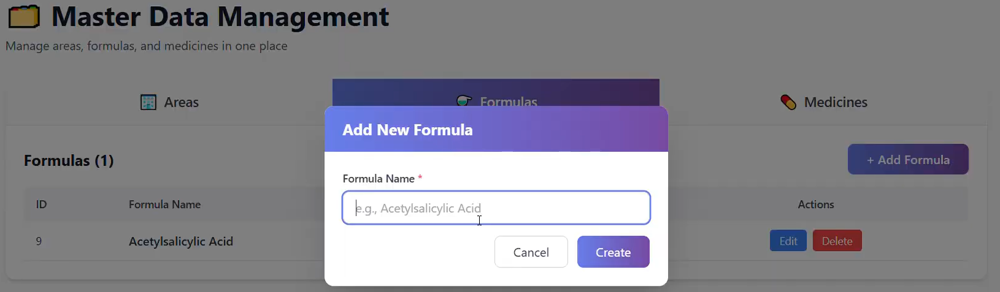 Master Data Management
Manage areas, formulas, and medicines in one place
Areas
Formulas
Medicines
Add New Formula
Formulas (1)
+ Add Formula
Formula Name *
e.g., Acetylsalicylic Acid
Cancel
Create
ID
Formula Name
Actions
9
Acetylsalicylic Acid
Edit
Delete